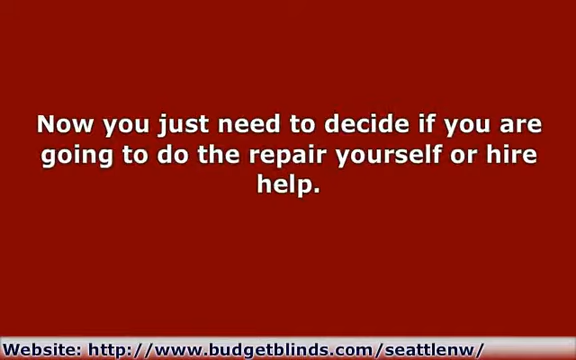 Now you just need to decide if you are
going to do the repair yourself or hire
help.
Website: http://www.budgetblinds.com/seattlenw/